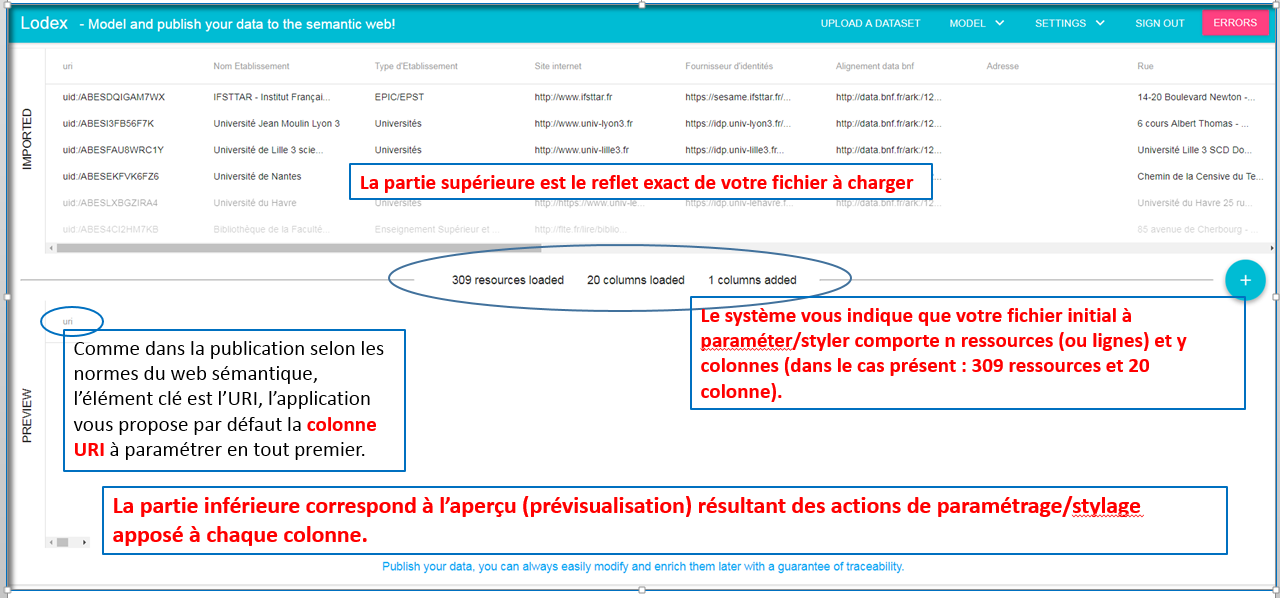 Lodex - Model and publish your data to the semantic web! UPLOAD A DATASET MODEL SETTINGS SIGN OUT ERRORS
IMPORTED
uri Nom Etablissement Type d'Etablissement Site internet Fournisseur d'identités Alignement data bnf Adresse Rue
uid:/ABESDQIGAM7WX IFSTTAR - Institut Françai... EPIC/EPST http://www.ifsttar.fr https://sesame.ifsttar.fr/... http://data.bnf.fr/ark:/12... 14-20 Boulevard Newton -...
uid:/ABESI3FB56F7K Université Jean Moulin Lyon 3 Universités http://www.univ-lyon3.fr https://idp.univ-lyon3.fr/... http://data.bnf.fr/ark:/12... 6 cours Albert Thomas - ...
uid:/ABESFAU8WRC1Y Université de Lille 3 scie... Universités http://www.univ-lille3.fr https://idp.univ-lille3.fr... http://data.bnf.fr/ark:/12... Université Lille 3 SCD Do...
uid:/ABESEKFVK6FZ6 Université de Nantes Chemin de la Censive du Te...
La partie supérieure est le reflet exact de votre fichier à charger
uid:/ABESLXBGZIRA4 Université du Havre Universités http://https://www.univ-le... https://idp.univ-lehavre.f... http://data.bnf.fr/ark:/12... Université du Havre 25 ru...
uid:/ABES4CI2HM7KB Bibliothèque de la Faculté... Enseignement Supérieur et ... http://flte.fr/lire/biblio... 85 avenue de Cherbourg - ...
309 resources loaded 20 columns loaded 1 columns added
+
Le système vous indique que votre fichier initial à
paraméter/styler comporte n ressources (ou lignes) et y
colonnes (dans le cas présent : 309 ressources et 20
colonne).
PREVIEW
uri
Comme dans la publication selon les
normes du web sémantique,
l'élément clé est l'URI, l'application
vous propose par défaut la colonne
URI à paramétrer en tout premier.
La partie inférieure correspond à l'aperçu (prévisualisation) résultant des actions de paramétrage/stylage
apposé à chaque colonne.
Publish your data, you can always easily modify and enrich them later with a guarantee of traceability.